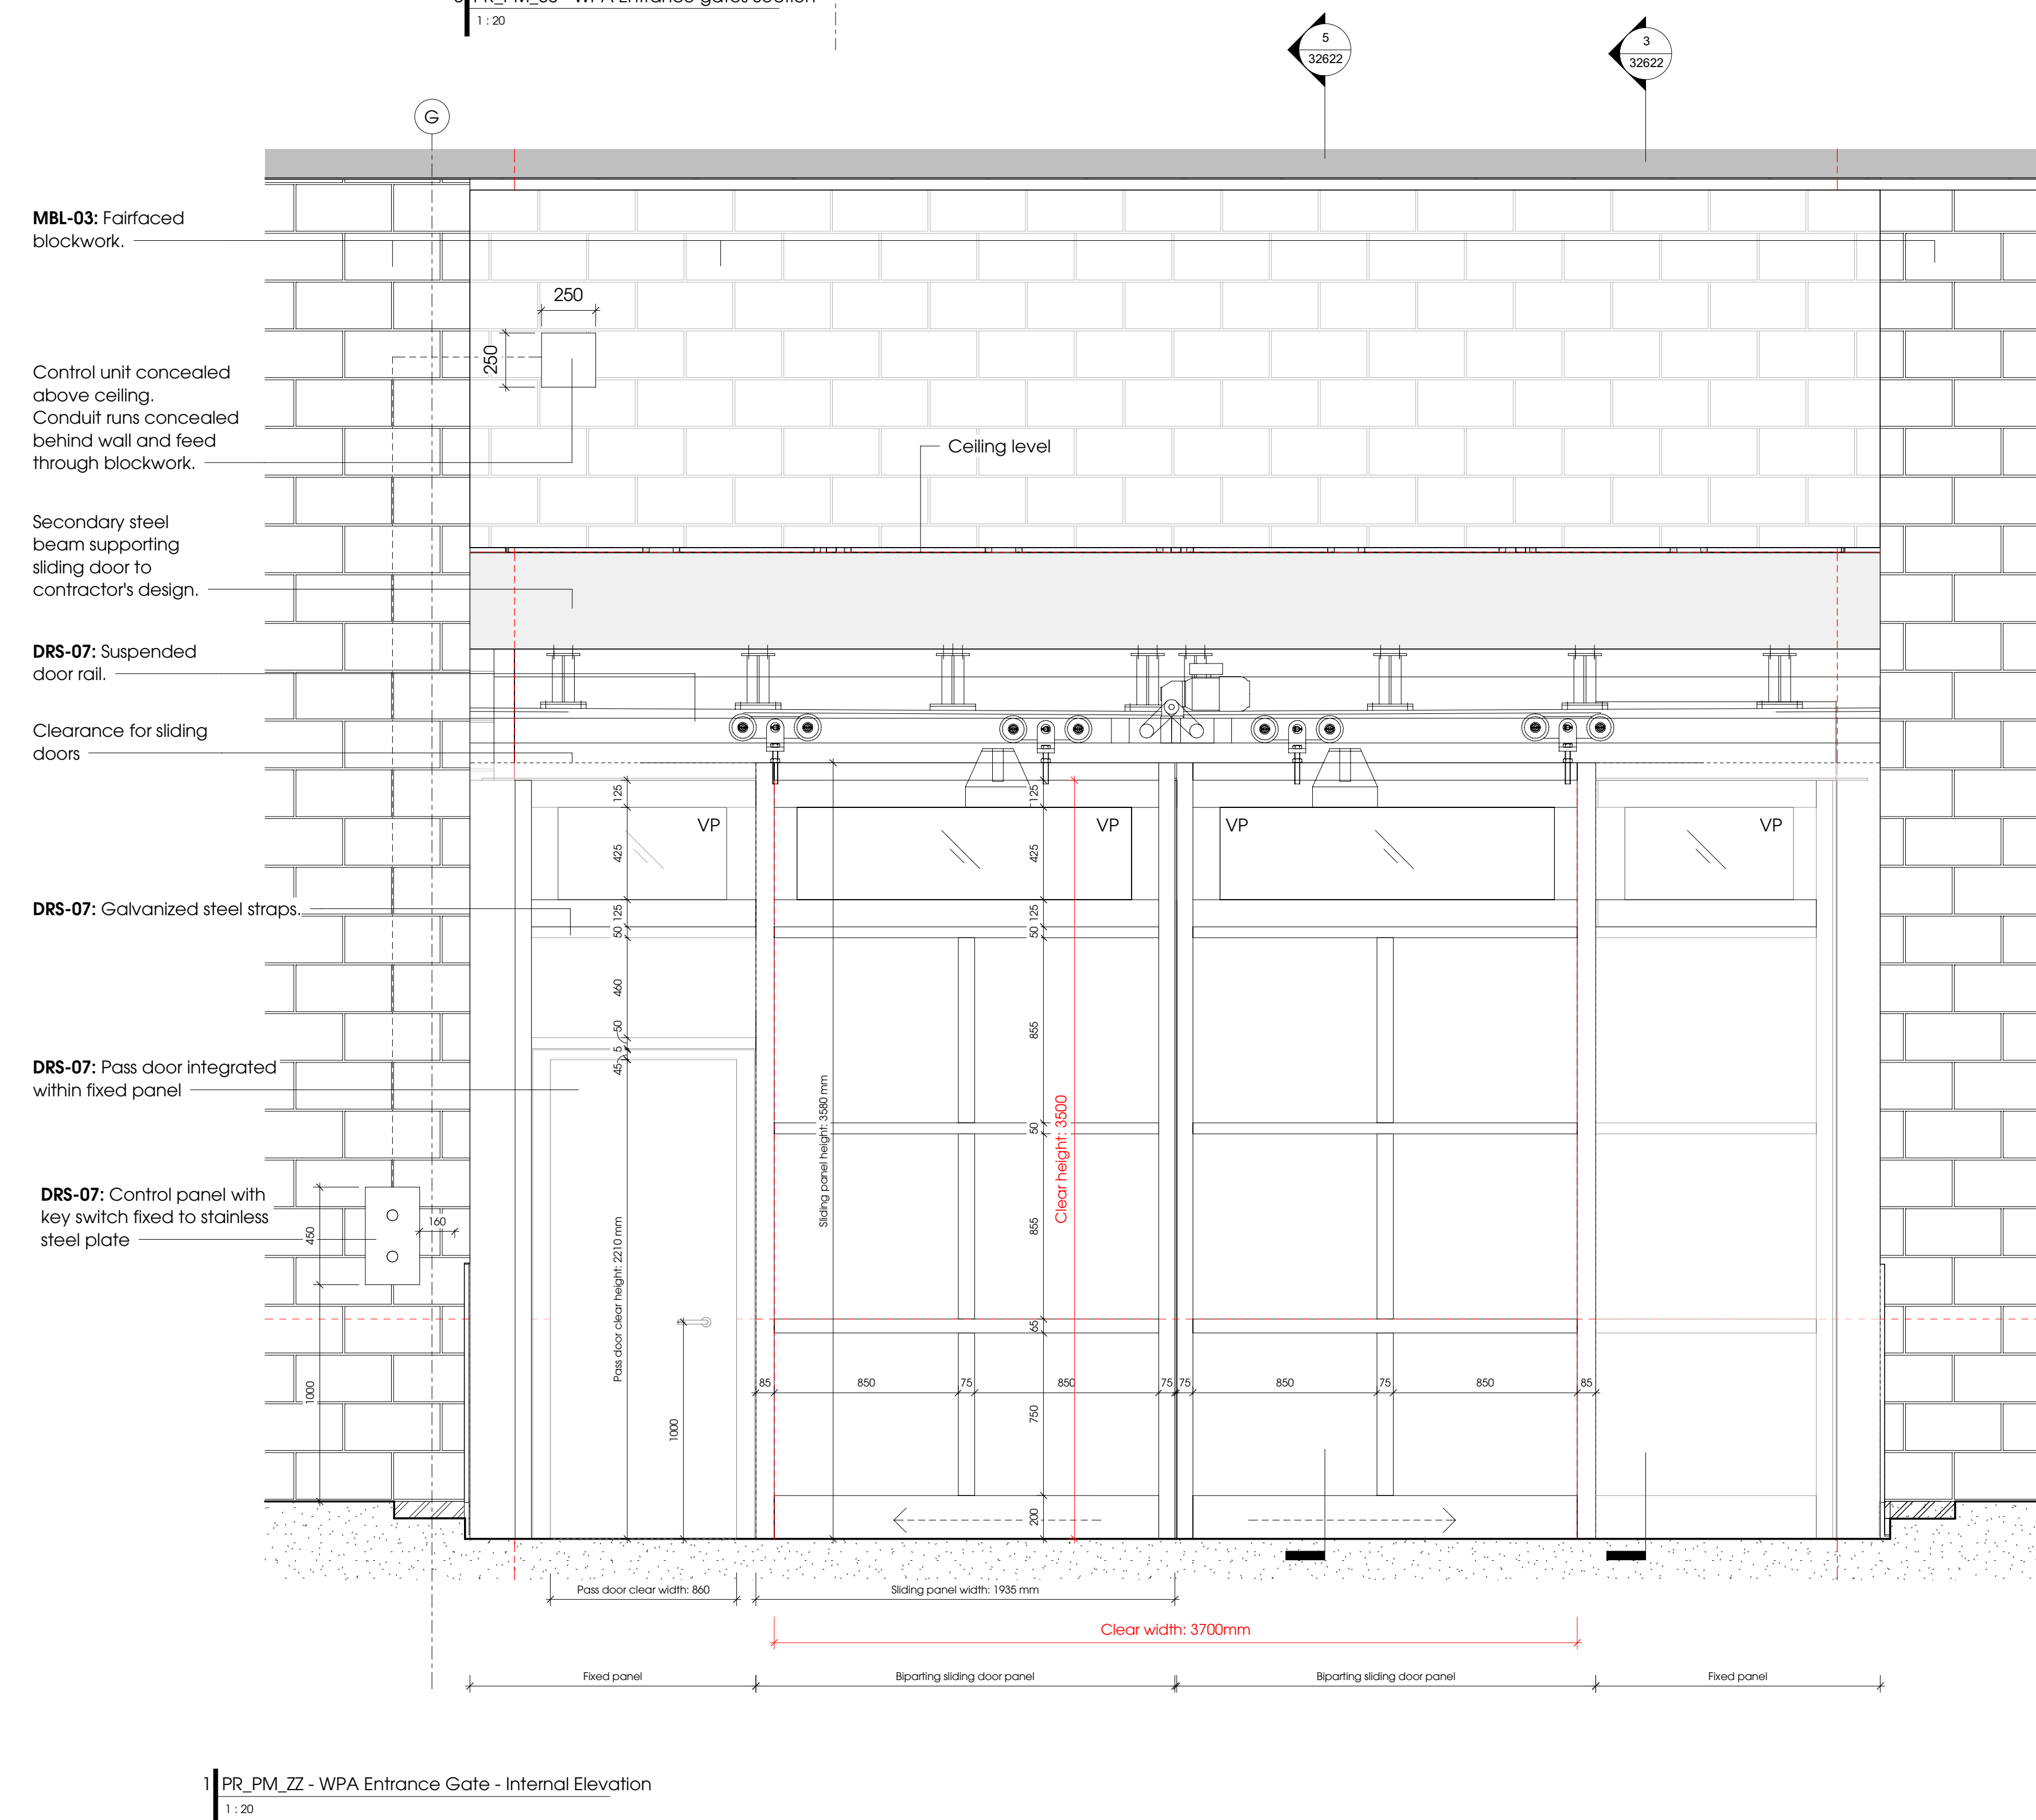 1 : 20
5
32622
3
32622
G
MBL-03: Fairfaced
blockwork.
250
250
Control unit concealed
above ceiling.
Conduit runs concealed
behind wall and feed
through blockwork.
Ceiling level
Secondary steel
beam supporting
sliding door to
contractor's design.
DRS-07: Suspended
door rail.
Clearance for sliding
doors
125
125
VP
VP
VP
VP
425
425
DRS-07: Galvanized steel straps.
125
125
50
50
460
855
50
5
45
DRS-07: Pass door integrated
within fixed panel
Sliding panel height: 3580 mm
Clear height: 3500
50
DRS-07: Control panel with
key switch fixed to stainless
steel plate
450
160
855
Pass door clear height: 2210 mm
65
1000
85
850
75
850
75
75
850
75
850
85
750
1000
200
Pass door clear width: 860
Sliding panel width: 1935 mm
Clear width: 3700mm
Fixed panel
Biparting sliding door panel
Biparting sliding door panel
Fixed panel
1 PR_PM_ZZ - WPA Entrance Gate - Internal Elevation
1 : 20